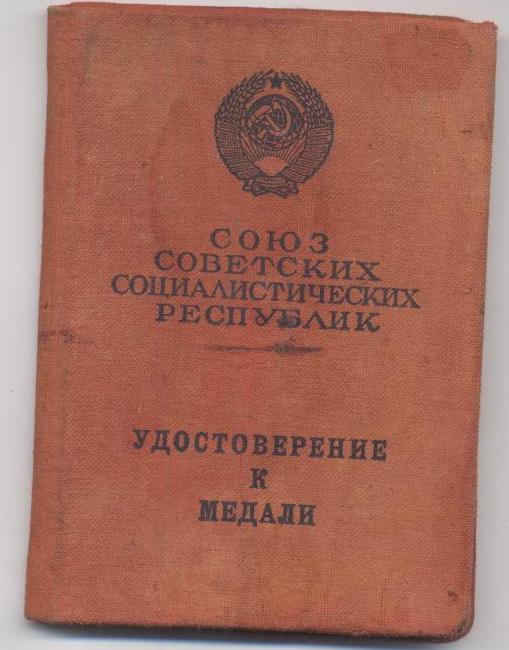 СОЮЗ
СОВЕТСКИХ
СОЦИАЛИСТИЧЕСКИХ
РЕСПУБЛИК
УДОСТОВЕРЕНИЕ
К
МЕДАЛИ